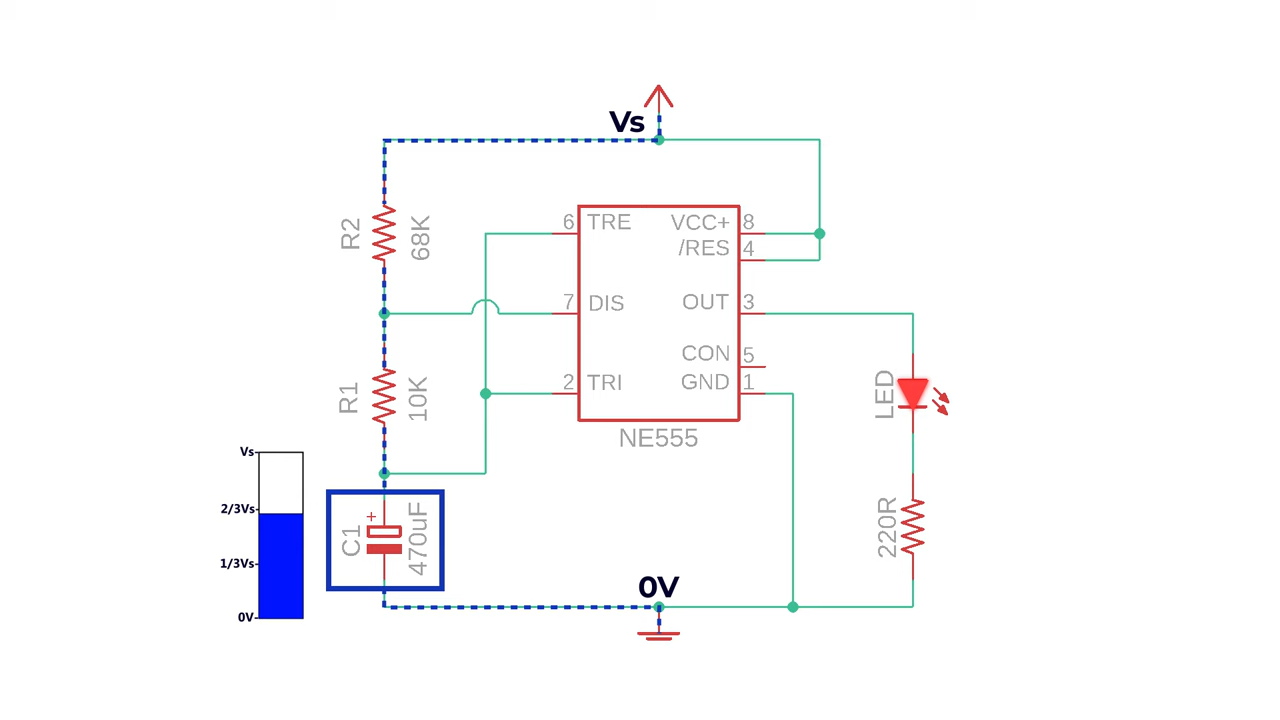 Vs
R2
68K
6
TRE
VCC+
8
/RES
4
7
DIS
OUT
3
CON
5
2
TRI
GND
1
NE555
R1
10K
LED
Vs
2/3Vs
1/3Vs
0V
+
C1
470uF
220R
0V